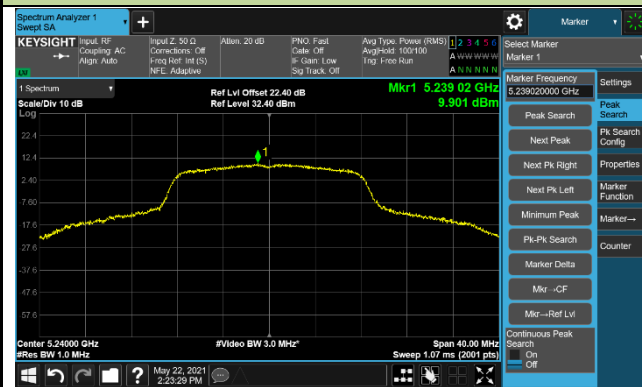 Spectrum Analyzer 1
Swept SA
Marker
KEYSIGHT
Input: RF
Coupling: AC
Align: Auto
Input Z: 50 Ω
Corrections: Off
Freq Ref: Int (S)
NFE: Adaptive
Atten: 20 dB
PNO: Fast
Gate: Off
IF Gain: Low
Sig Track: Off
Avg Type: Power (RMS)
Avg|Hold: 100/100
Trig: Free Run
1 2 3 4 5 6
A W W W W W
A N N N N N
Select Marker
Marker 1
1 Spectrum
Scale/Div 10 dB
Log
Ref Lvl Offset 22.40 dB
Ref Level 32.40 dBm
Mkr1 5.239 02 GHz
9.901 dBm
22.4
12.4
2.40
-7.60
-17.6
-27.6
-37.6
-47.6
-57.6
1
Center 5.24000 GHz
#Res BW 1.0 MHz
#Video BW 3.0 MHz*
Span 40.00 MHz
Sweep 1.07 ms (2001 pts)
Marker Frequency
5.239020000 GHz
Peak Search
Next Peak
Next Pk Right
Next Pk Left
Minimum Peak
Pk-Pk Search
Marker Delta
Mkr→CF
Mkr→Ref Lvl
Continuous Peak
Search
On
Off
Settings
Peak
Search
Pk Search
Config
Properties
Marker
Function
Marker→
Counter
May 22, 2021
2:23:29 PM